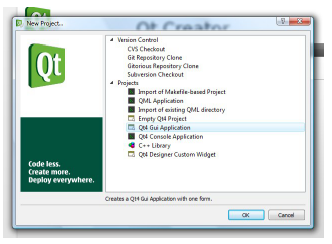 Qt Creator
New Project...
Qt
Version Control
CVS Checkout
Git Repository Clone
Gitorious Repository Clone
Subversion Checkout
Projects
Import of Makefile-based Project
QML Application
Import of existing QML directory
Empty Qt4 Project
Qt4 Gui Application
Qt4 Console Application
C++ Library
Qt4 Designer Custom Widget
Code less.
Create more.
Deploy everywhere.
Creates a Qt4 Gui Application with one form.
OK
Cancel